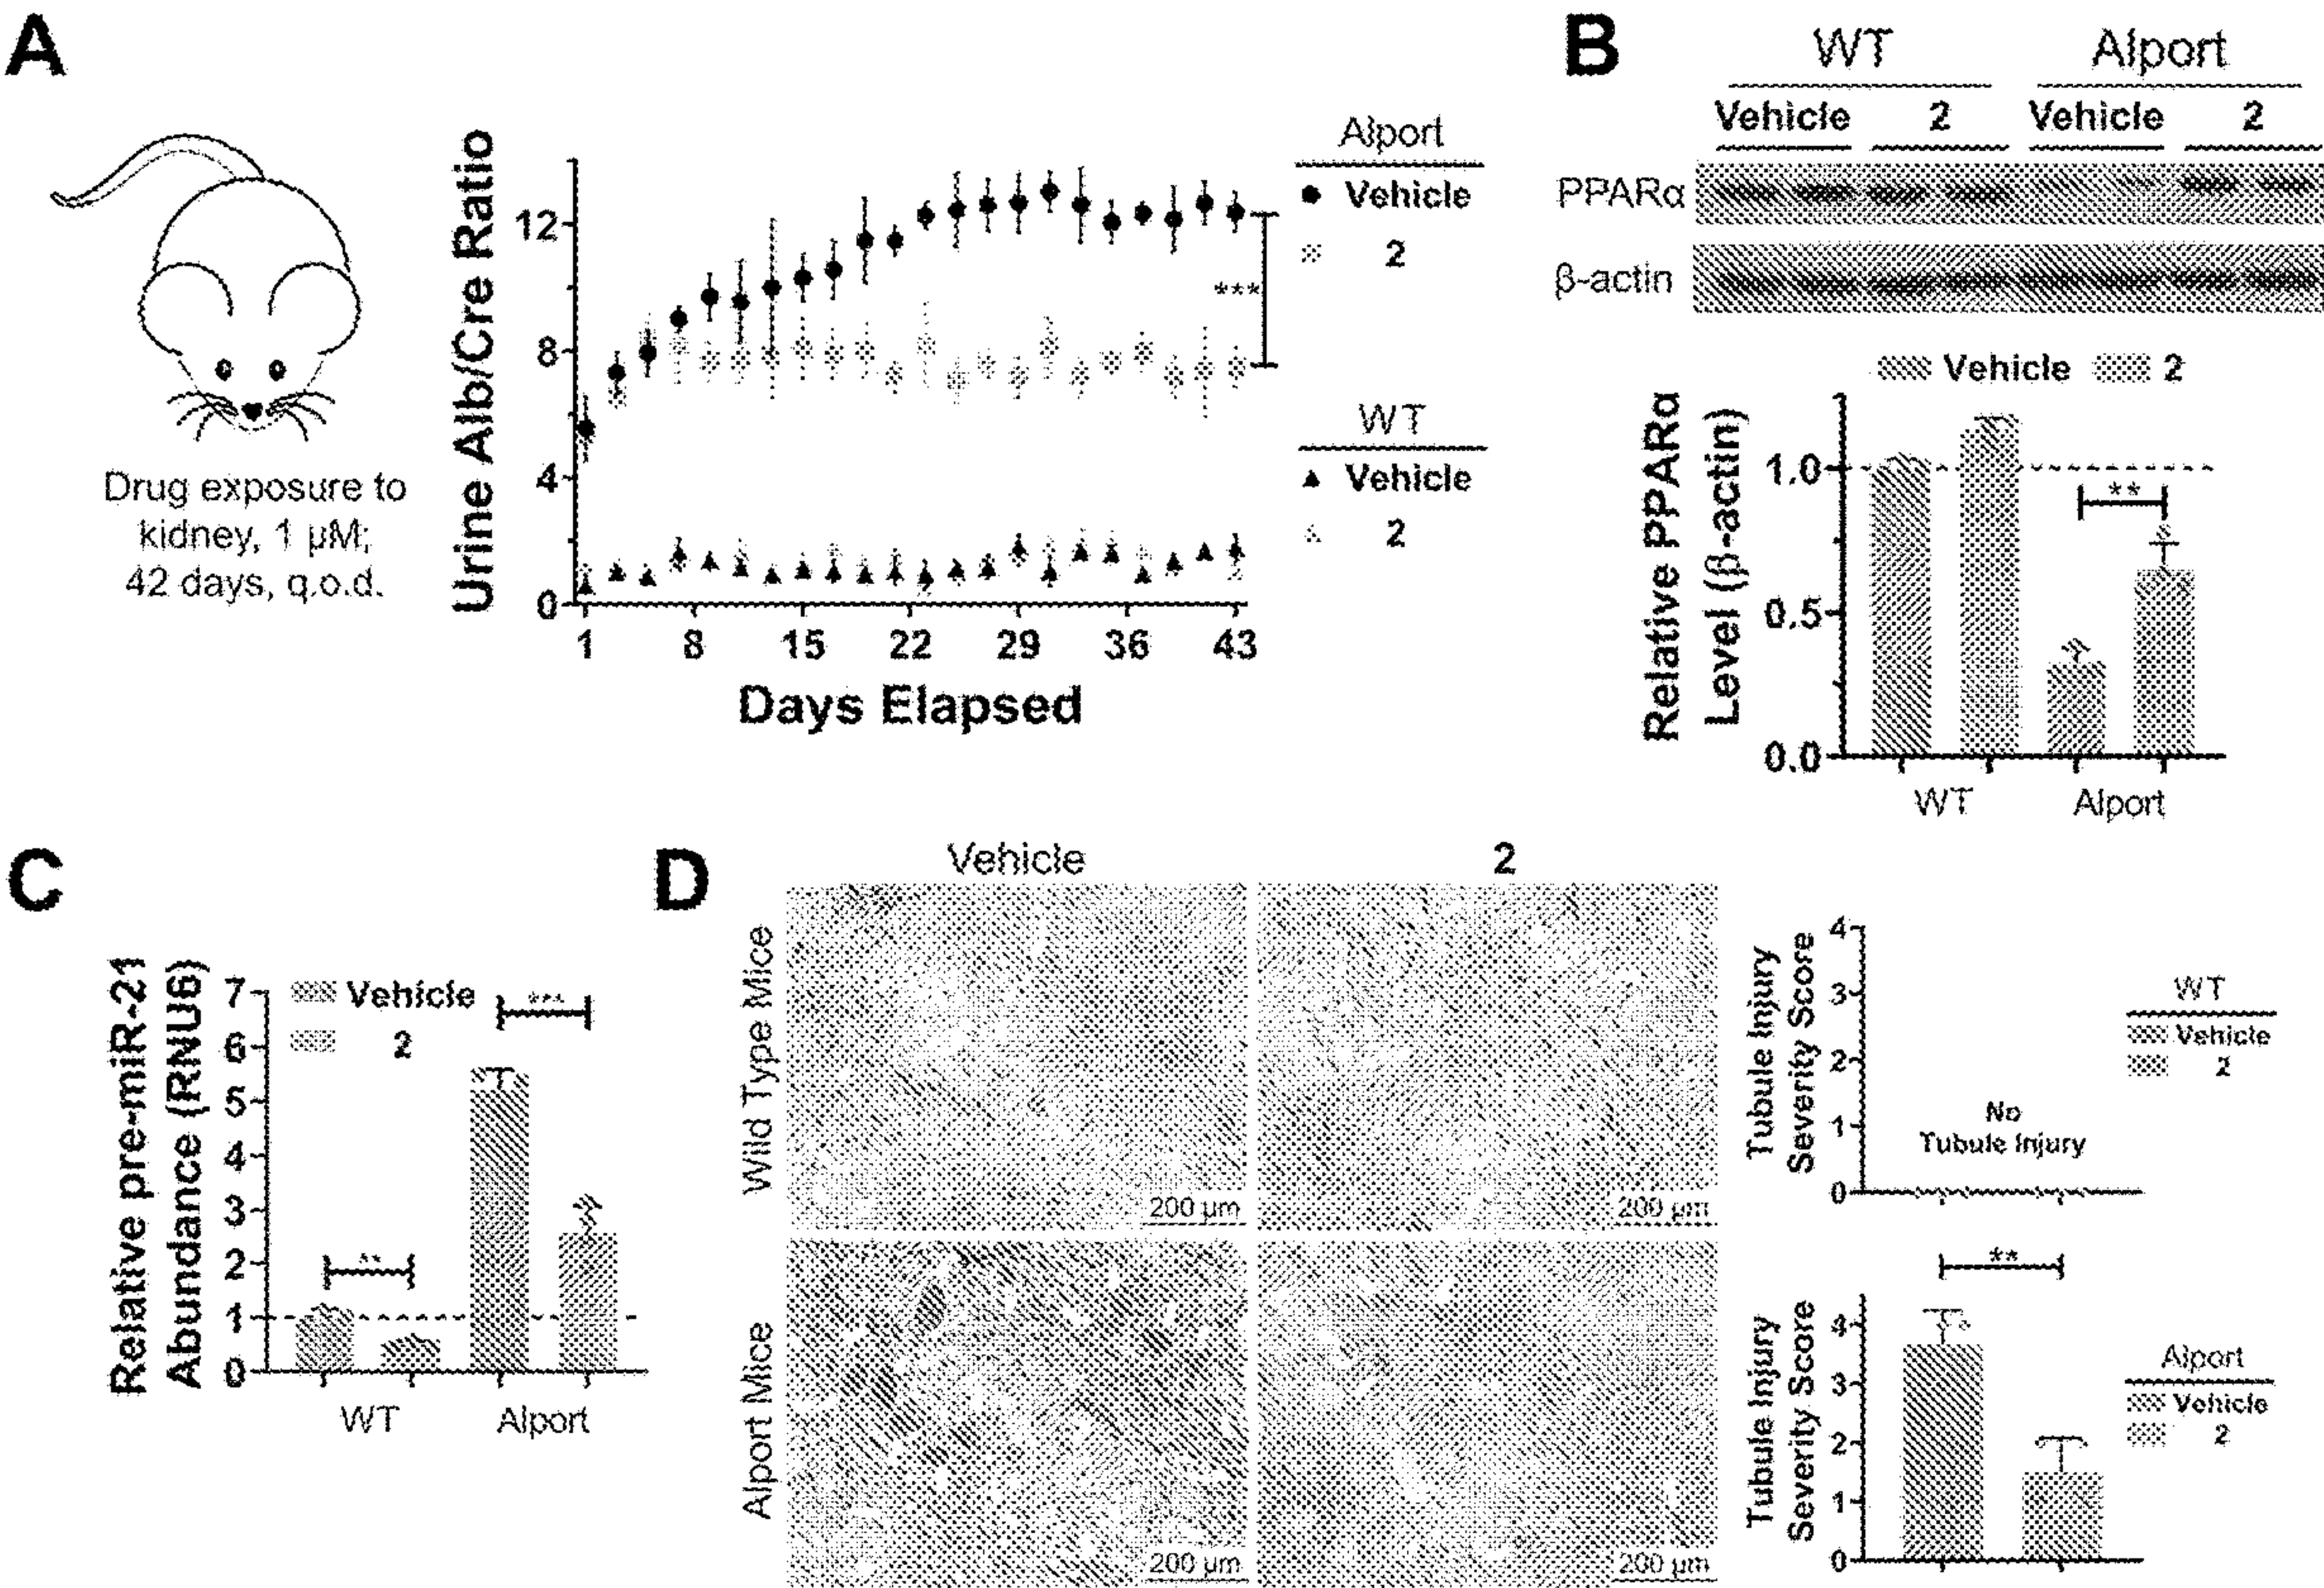 A
Drug exposure to
kidney, 1 µM;
42 days, q.o.d.
Urine Alb/Cre Ratio
12
8
4
0
1 8 15 22 29 36 43
Days Elapsed
***
Alport
Vehicle
2
WT
Vehicle
2
B
WT Alport
Vehicle 2 Vehicle 2
PPARα
β-actin
Vehicle 2
Relative PPARα
Level (β-actin)
1.0
0.5
0.0
**
WT Alport
C
Relative pre-miR-21
Abundance (RNU6)
7
6
5
4
3
2
1
0
Vehicle
2
**
***
WT Alport
D
Vehicle 2
Wild Type Mice
200 µm 200 µm
Alport Mice
200 µm 200 µm
Tubule Injury
Severity Score
4
3
2
1
0
No
Tubule Injury
WT
Vehicle
2
Tubule Injury
Severity Score
4
3
2
1
0
**
Alport
Vehicle
2